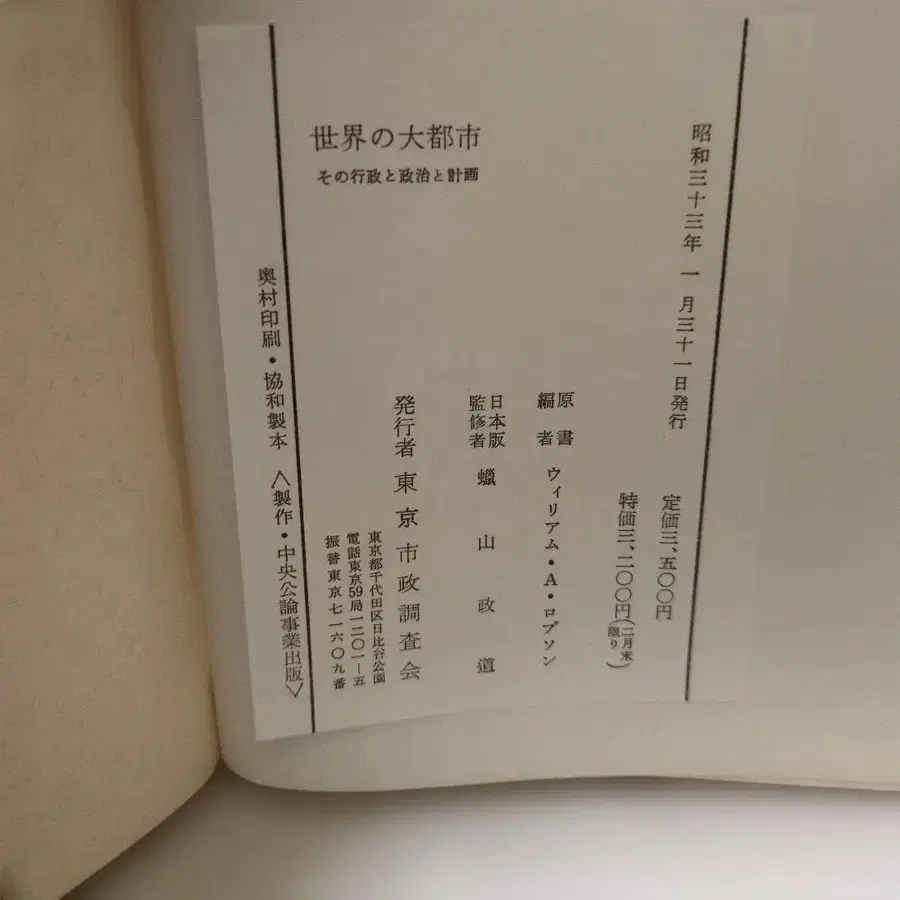 世界の大都市
その行政と政治と計画
昭和三十三年一月三十一日発行
定価三、五〇〇円
特価三、二〇〇円(二月末限り)
原書編者 ウィリアム・A・ロブソン
日本版監修者 蠟山政道
発行者 東京市政調査会
東京都千代田区日比谷公園
電話東京59局一二〇一―五
振替東京七一六〇九番
奥村印刷・協和製本 〈製作・中央公論事業出版〉